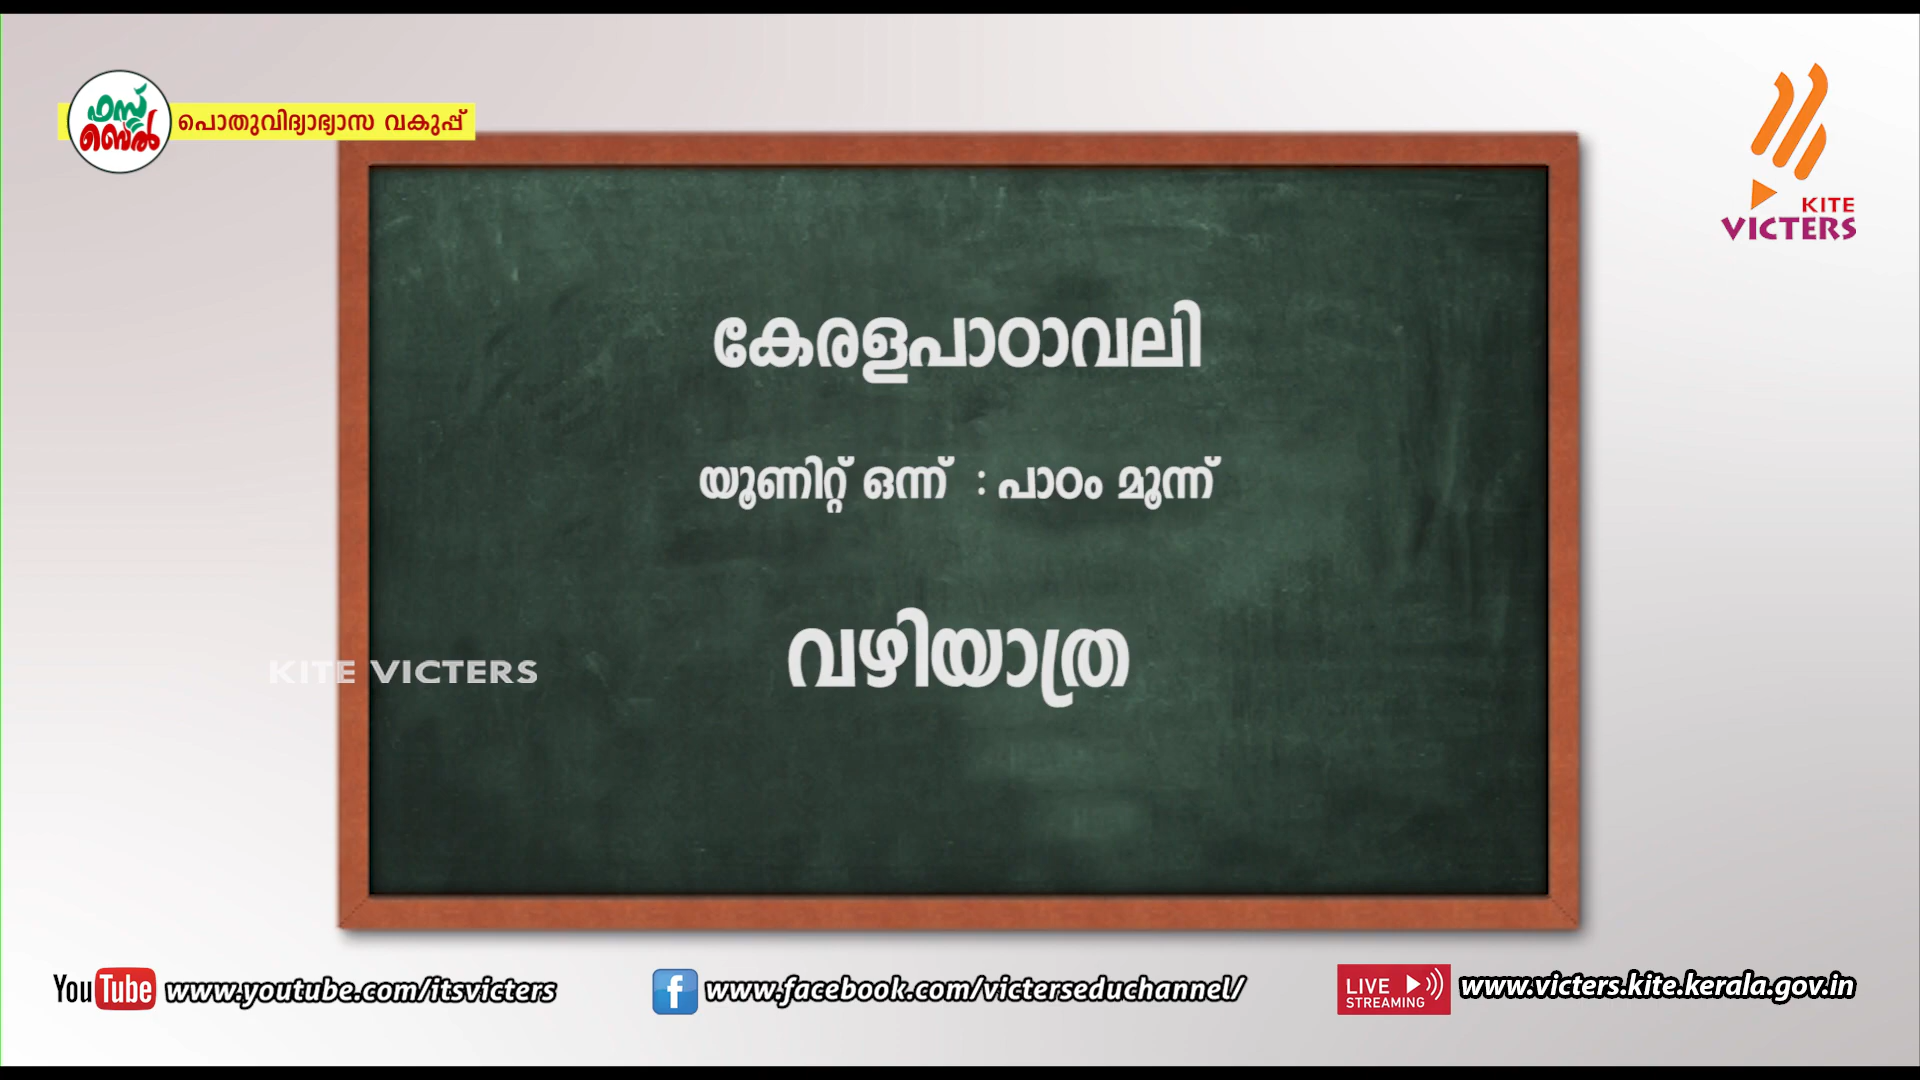 ഫസ്റ്റ് ബെൽ
പൊതുവിദ്യാഭ്യാസ വകുപ്പ്
KITE
VICTERS
കേരളപാഠാവലി
യൂണിറ്റ് ഒന്ന് : പാഠം മൂന്ന്
വഴിയാത്ര
KITE VICTERS
YouTube www.youtube.com/itsvicters
f www.facebook.com/victerseduchannel/
LIVE STREAMING www.victers.kite.kerala.gov.in